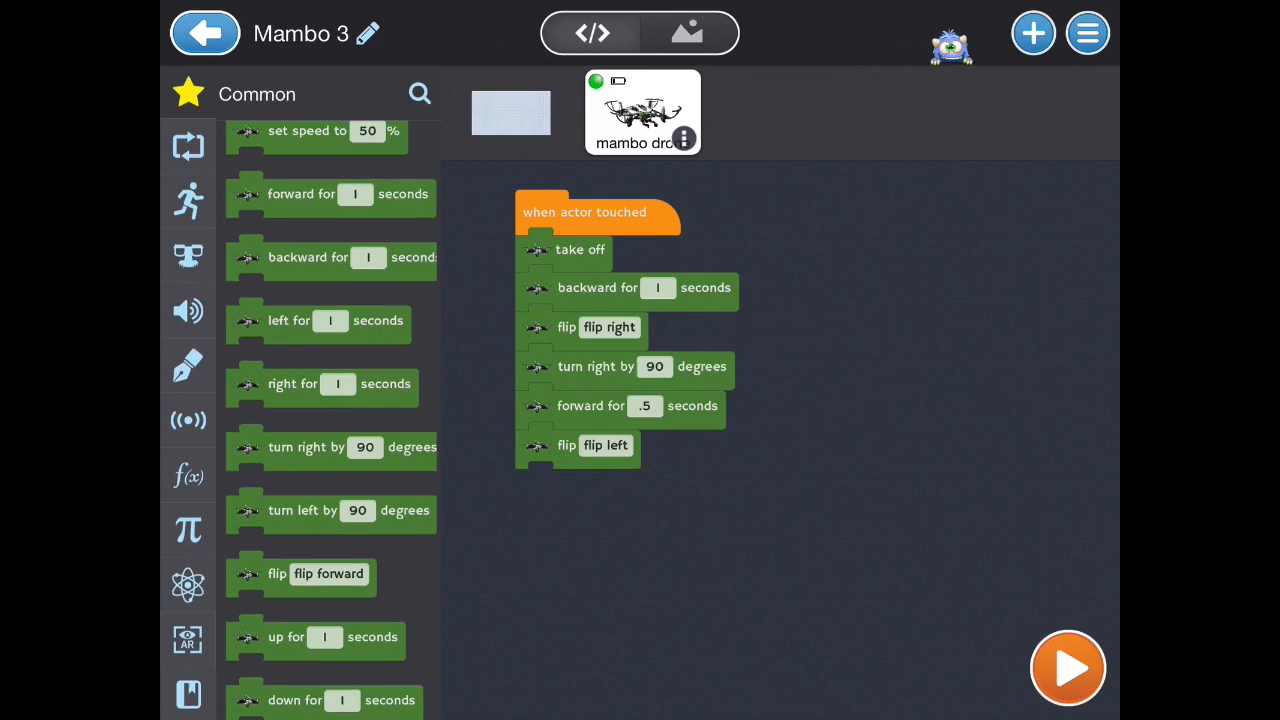 Mambo 3
</>
Common
mambo dro
set speed to 50 %
forward for 1 seconds
backward for 1 second
left for 1 seconds
right for 1 seconds
turn right by 90 degrees
turn left by 90 degrees
flip flip forward
up for 1 seconds
down for 1 seconds
f(x)
π
AR
when actor touched
take off
backward for 1 seconds
flip flip right
turn right by 90 degrees
forward for .5 seconds
flip flip left